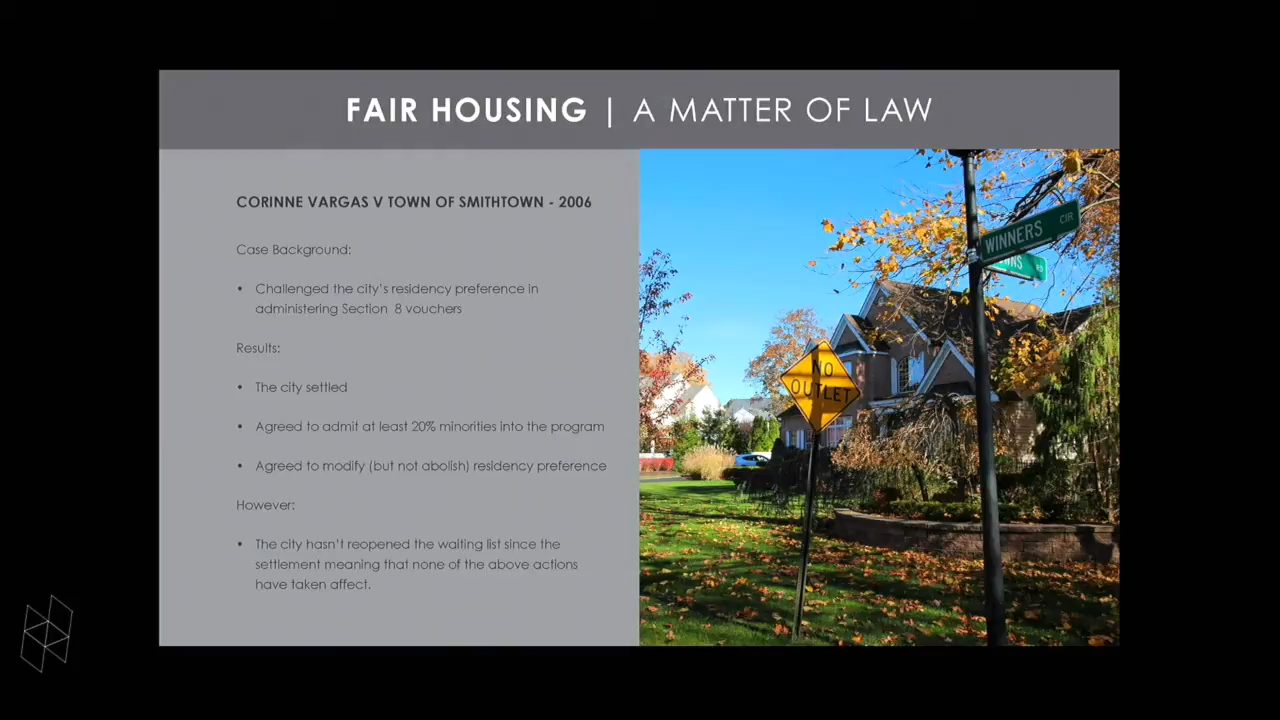 FAIR HOUSING | A MATTER OF LAW
CORINNE VARGAS V TOWN OF SMITHTOWN - 2006
Case Background:
• Challenged the city's residency preference in
administering Section 8 vouchers
Results:
• The city settled
• Agreed to admit at least 20% minorities into the program
• Agreed to modify (but not abolish) residency preference
However:
• The city hasn't reopened the waiting list since the
settlement meaning that none of the above actions
have taken affect.
WINNERS CIR
RD
NO
OUTLET